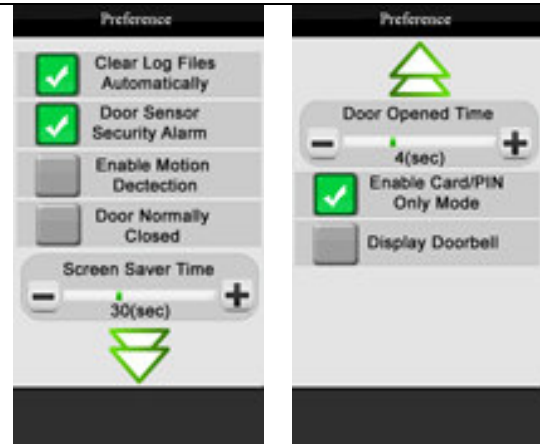 Preference
Clear Log Files
Automatically
Door Sensor
Security Alarm
Enable Motion
Dectection
Door Normally
Closed
Screen Saver Time
30(sec)
Preference
Door Opened Time
4(sec)
Enable Card/PIN
Only Mode
Display Doorbell